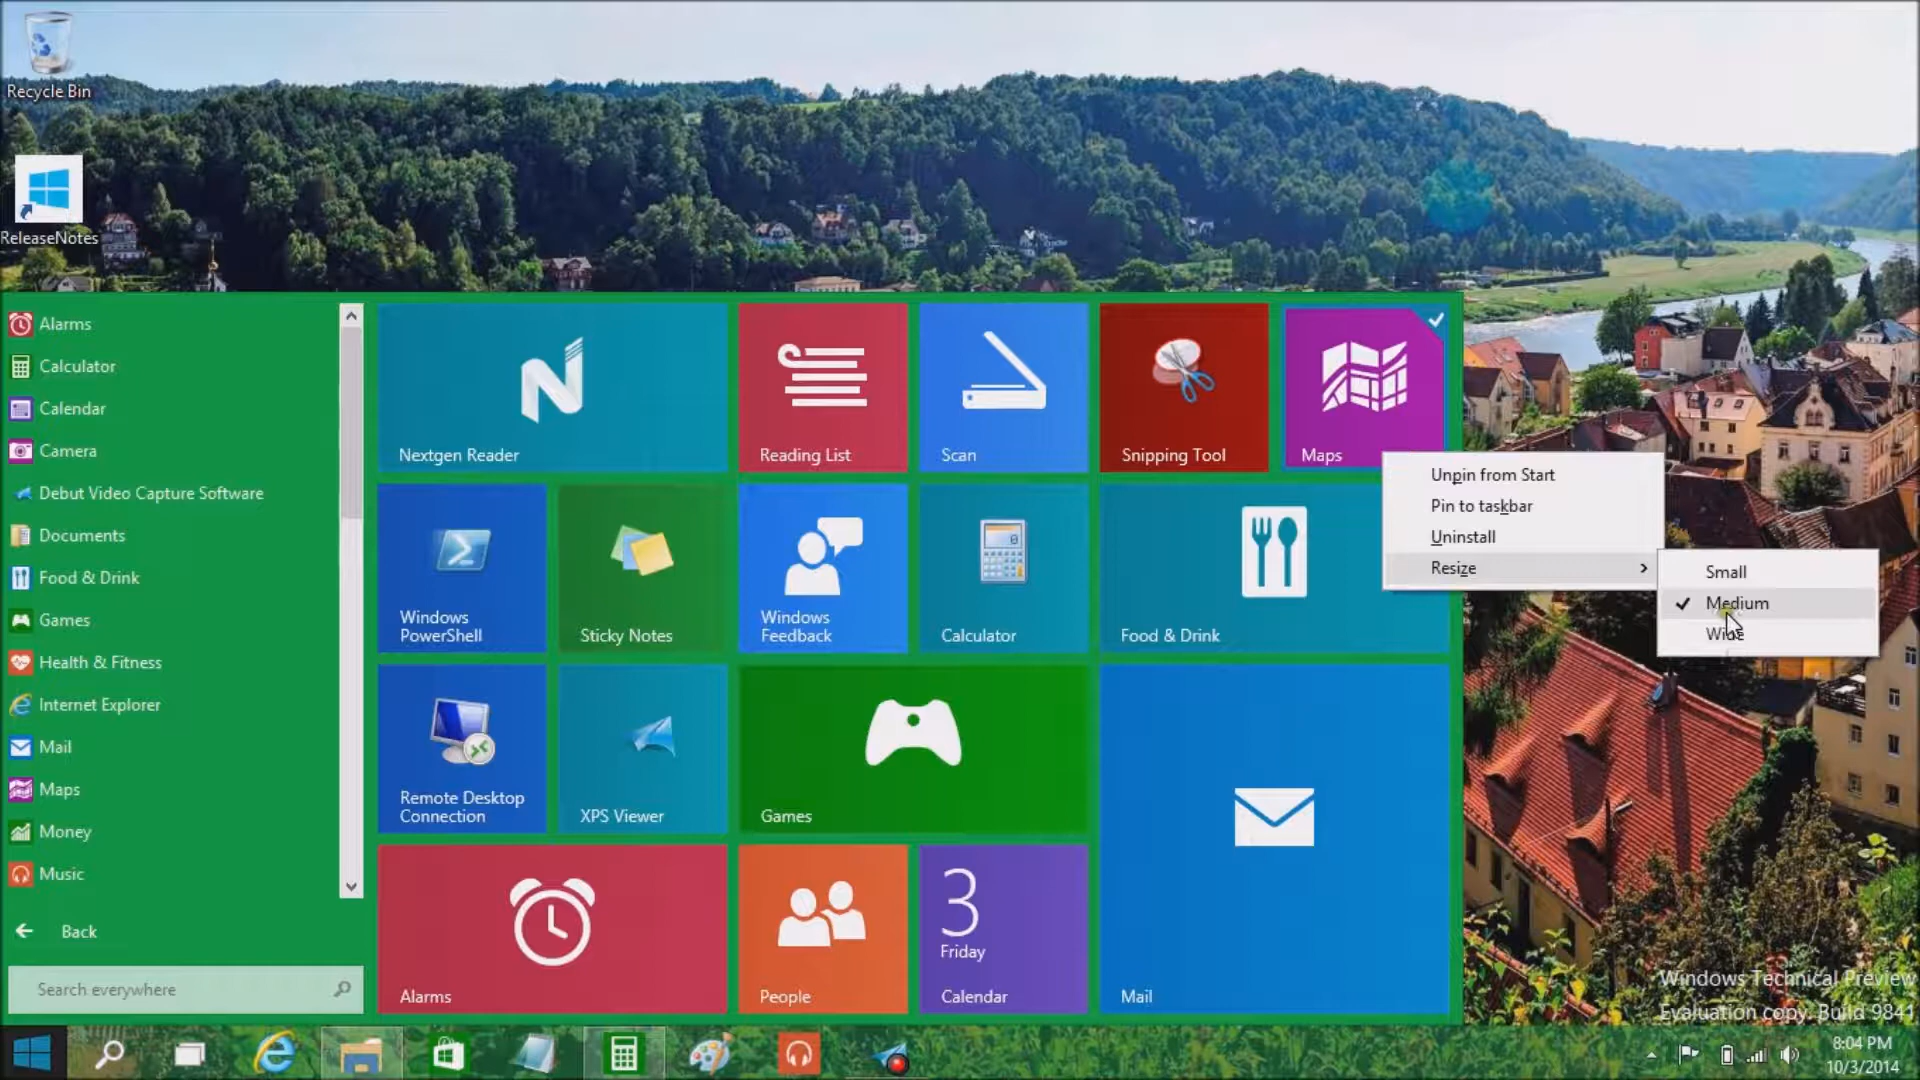 Recycle Bin
ReleaseNotes
Alarms
Calculator
Calendar
Camera
Debut Video Capture Software
Documents
Food & Drink
Games
Health & Fitness
Internet Explorer
Mail
Maps
Money
Music
Back
Search everywhere
Nextgen Reader
Reading List
Scan
Snipping Tool
Maps
Windows
PowerShell
Sticky Notes
Windows
Feedback
Calculator
Food & Drink
Remote Desktop
Connection
XPS Viewer
Games
Alarms
People
3
Friday
Calendar
Mail
Unpin from Start
Pin to taskbar
Uninstall
Resize
Small
Medium
Wide
Windows Technical Preview
Evaluation copy. Build 9841
8:04 PM
10/3/2014